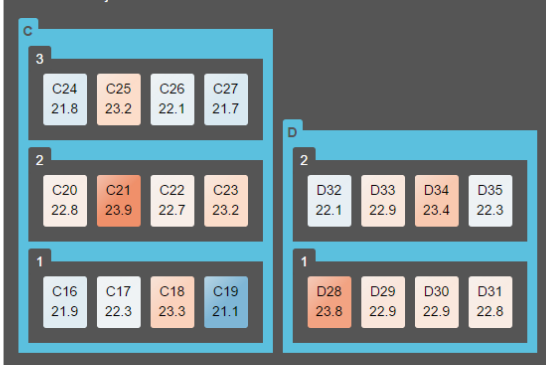 C
3
C24 C25 C26 C27
21.8 23.2 22.1 21.7
2
C20 C21 C22 C23
22.8 23.9 22.7 23.2
1
C16 C17 C18 C19
21.9 22.3 23.3 21.1
D
2
D32 D33 D34 D35
22.1 22.9 23.4 22.3
1
D28 D29 D30 D31
23.8 22.9 22.9 22.8